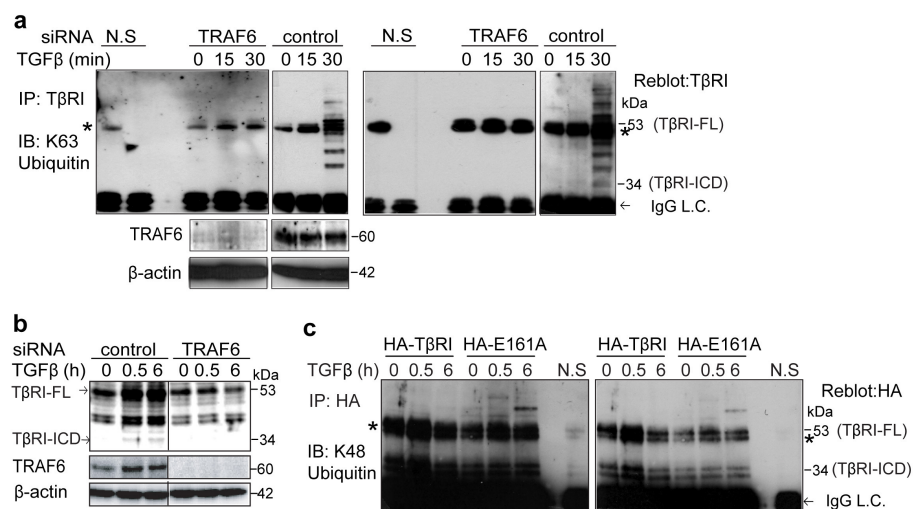 a
siRNA N.S TRAF6 control N.S TRAF6 control
TGFβ (min) 0 15 30 0 15 30 0 15 30 0 15 30
Reblot:TβRI
IP: TβRI
kDa
* -53 (TβRI-FL)
*
IB: K63
Ubiquitin
-34 (TβRI-ICD)
← IgG L.C.
TRAF6 -60
β-actin -42
b
siRNA control TRAF6
TGFβ (h) 0 0.5 6 0 0.5 6 kDa
TβRI-FL→ -53
TβRI-ICD→ -34
TRAF6 -60
β-actin -42
c
HA-TβRI HA-E161A HA-TβRI HA-E161A
TGFβ (h) 0 0.5 6 0 0.5 6 N.S 0 0.5 6 0 0.5 6 N.S
Reblot:HA
IP: HA
kDa
* -53 (TβRI-FL)
*
IB: K48
Ubiquitin
-34 (TβRI-ICD)
← IgG L.C.